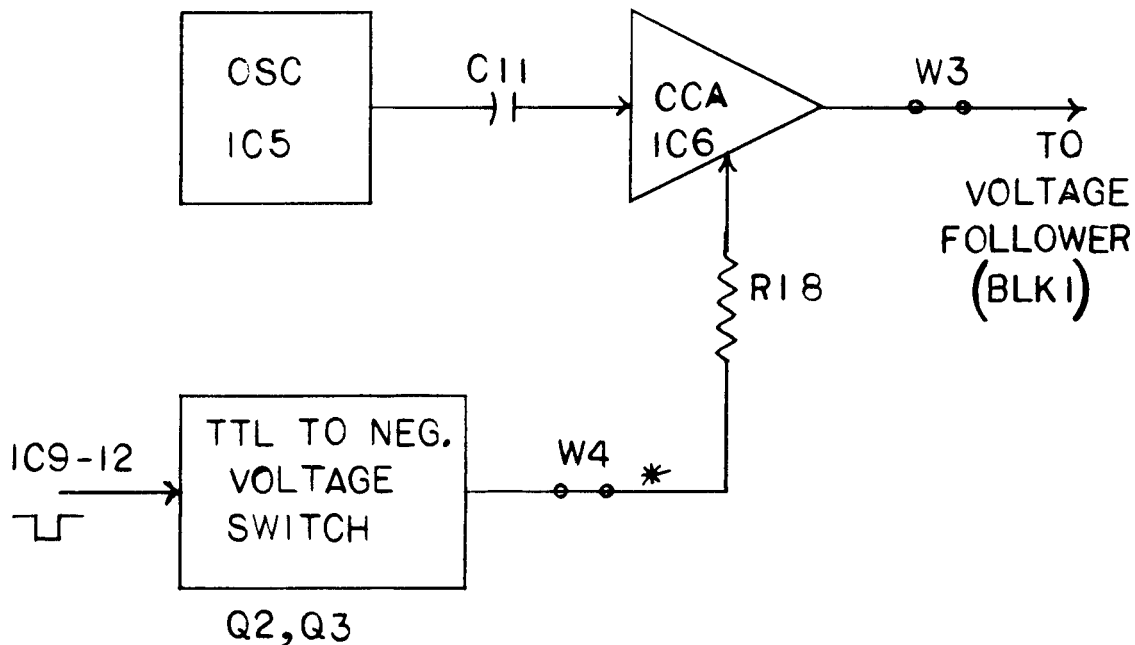 OSC
IC5
C11
CCA
IC6
W3
TO
VOLTAGE
FOLLOWER
(BLK1)
R18
IC9-12
TTL TO NEG.
VOLTAGE
SWITCH
W4
*
Q2,Q3